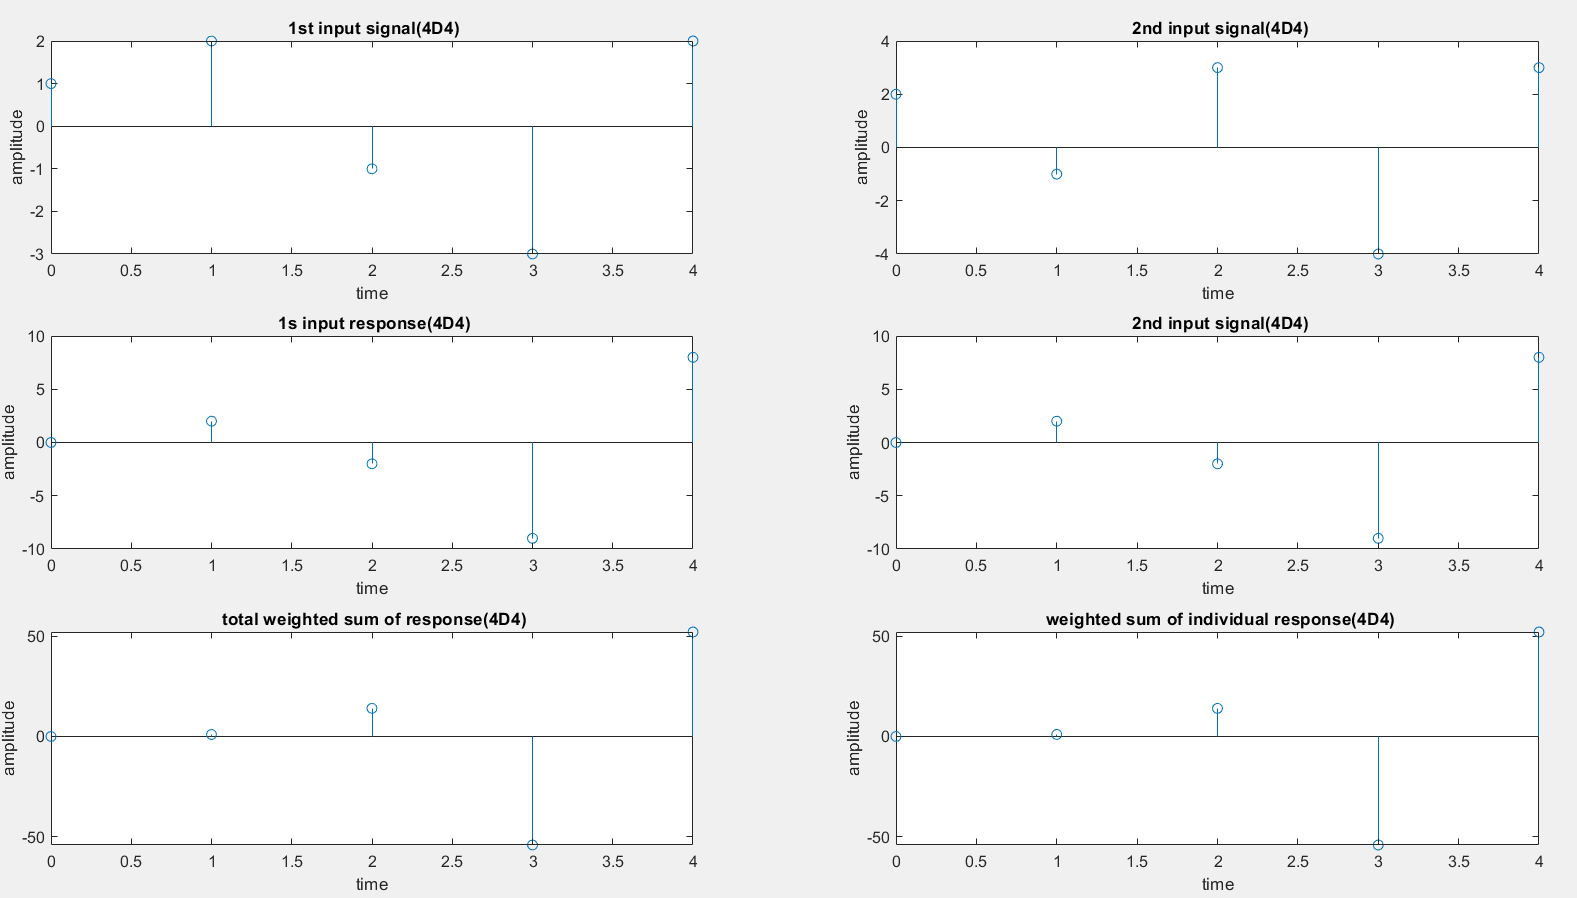 1st input signal(4D4)
2
1
0
-1
-2
-3
amplitude
0 0.5 1 1.5 2 2.5 3 3.5 4
time
2nd input signal(4D4)
4
2
0
-2
-4
amplitude
0 0.5 1 1.5 2 2.5 3 3.5 4
time
1s input response(4D4)
10
5
0
-5
-10
amplitude
0 0.5 1 1.5 2 2.5 3 3.5 4
time
2nd input signal(4D4)
10
5
0
-5
-10
amplitude
0 0.5 1 1.5 2 2.5 3 3.5 4
time
total weighted sum of response(4D4)
50
0
-50
amplitude
0 0.5 1 1.5 2 2.5 3 3.5 4
time
weighted sum of individual response(4D4)
50
0
-50
amplitude
0 0.5 1 1.5 2 2.5 3 3.5 4
time